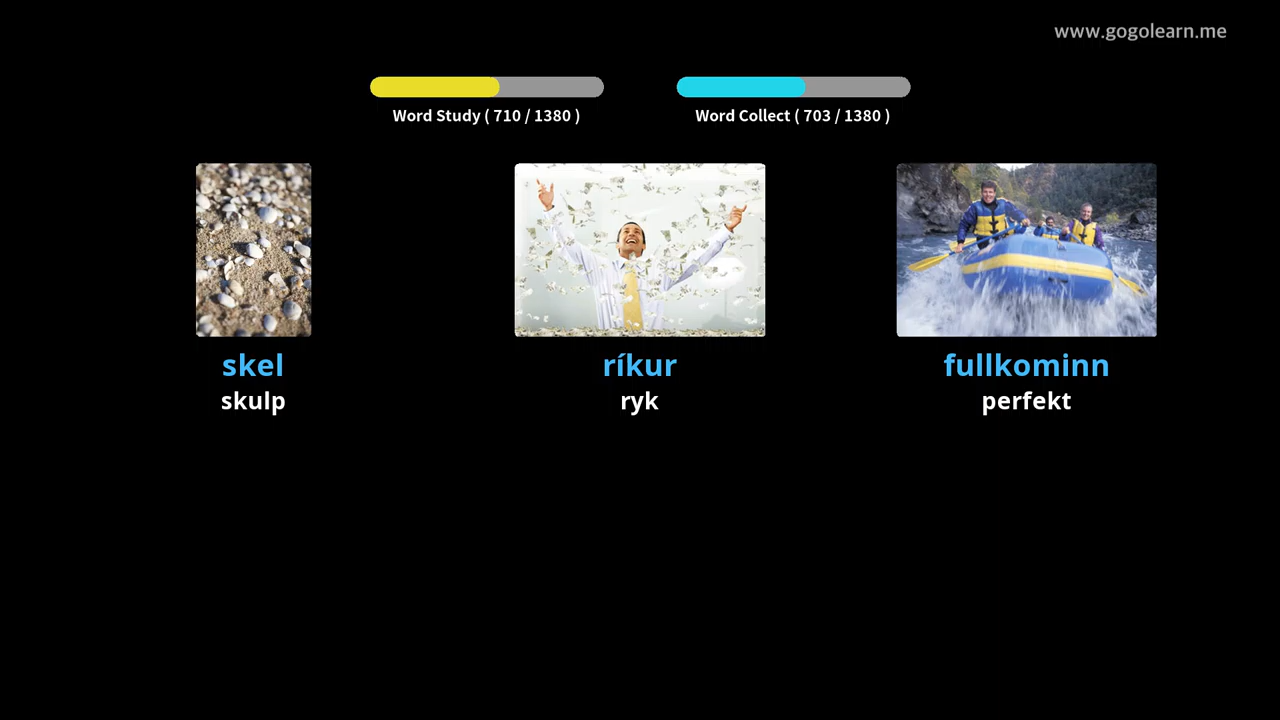 www.gogolearn.me
Word Study ( 710 / 1380 )
Word Collect ( 703 / 1380 )
skel
skulp
ríkur
ryk
fullkominn
perfekt